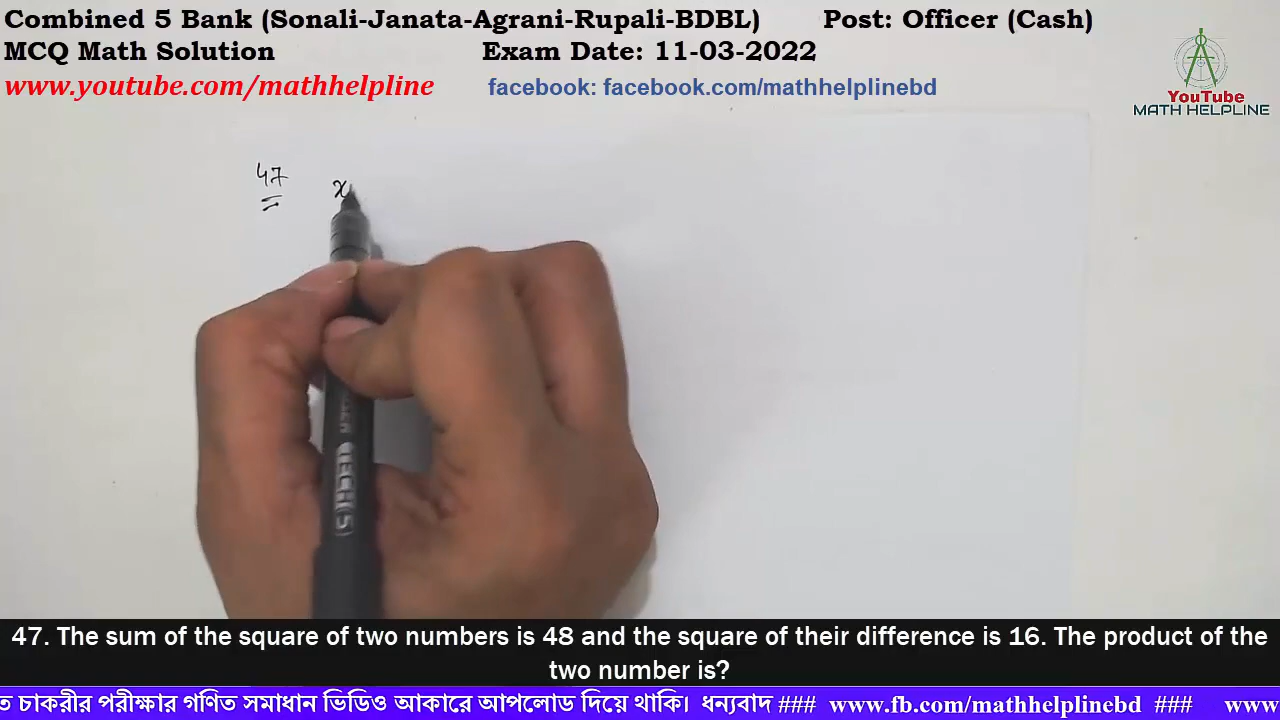 Combined 5 Bank (Sonali-Janata-Agrani-Rupali-BDBL) Post: Officer (Cash)
MCQ Math Solution Exam Date: 11-03-2022
www.youtube.com/mathhelpline facebook: facebook.com/mathhelplinebd
YouTube
MATH HELPLINE
47 x
TECH(5)
47. The sum of the square of two numbers is 48 and the square of their difference is 16. The product of the
two number is?
চাকরীর পরীক্ষার গণিত সমাধান ভিডিও আকারে আপলোড দিয়ে থাকি। ধন্যবাদ ### www.fb.com/mathhelplinebd ### www